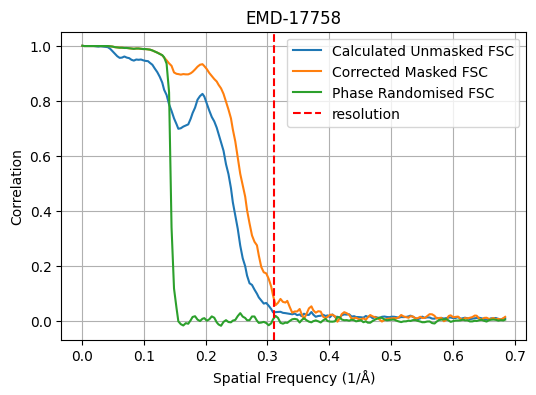 EMD-17758
Calculated Unmasked FSC
Corrected Masked FSC
Phase Randomised FSC
resolution
Correlation
1.0
0.8
0.6
0.4
0.2
0.0
0.0 0.1 0.2 0.3 0.4 0.5 0.6 0.7
Spatial Frequency (1/Å)